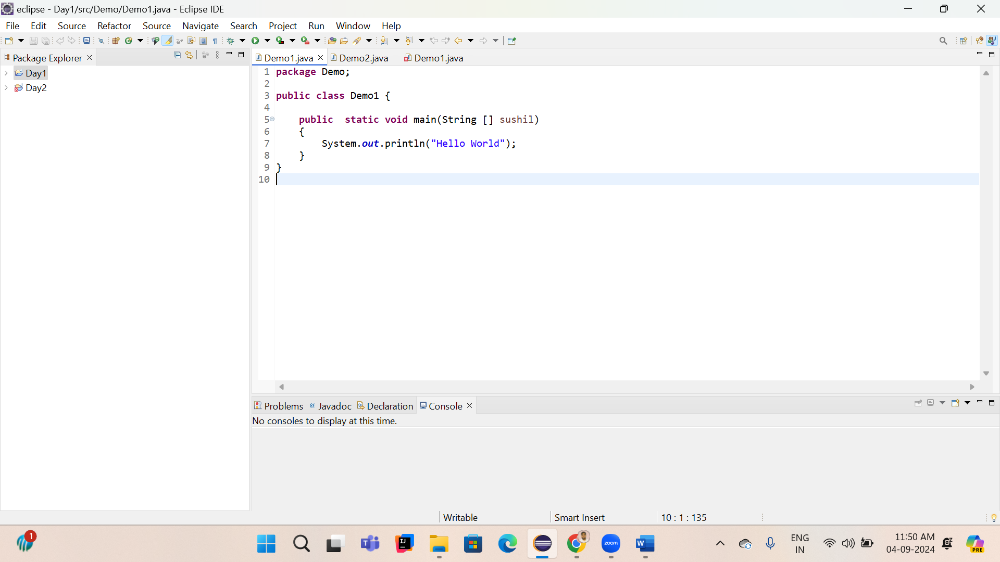 eclipse - Day1/src/Demo/Demo1.java - Eclipse IDE
File Edit Source Refactor Source Navigate Search Project Run Window Help
Package Explorer
Day1
Day2
Demo1.java Demo2.java Demo1.java
1 package Demo;
2
3 public class Demo1 {
4
5 public  static void main(String [] sushil)
6 {
7 System.out.println("Hello World");
8 }
9 }
10
Problems Javadoc Declaration Console
No consoles to display at this time.
Writable Smart Insert 10 : 1 : 135
1
T
IJ
zoom
W
ENG
IN
11:50 AM
04-09-2024
PRE